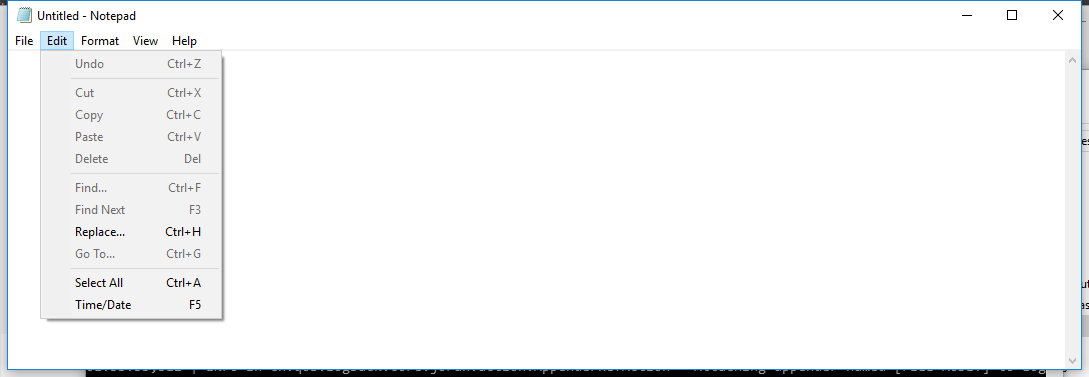 Untitled - Notepad
File Edit Format View Help
Undo Ctrl+Z
Cut Ctrl+X
Copy Ctrl+C
Paste Ctrl+V
Delete Del
Find... Ctrl+F
Find Next F3
Replace... Ctrl+H
Go To... Ctrl+G
Select All Ctrl+A
Time/Date F5